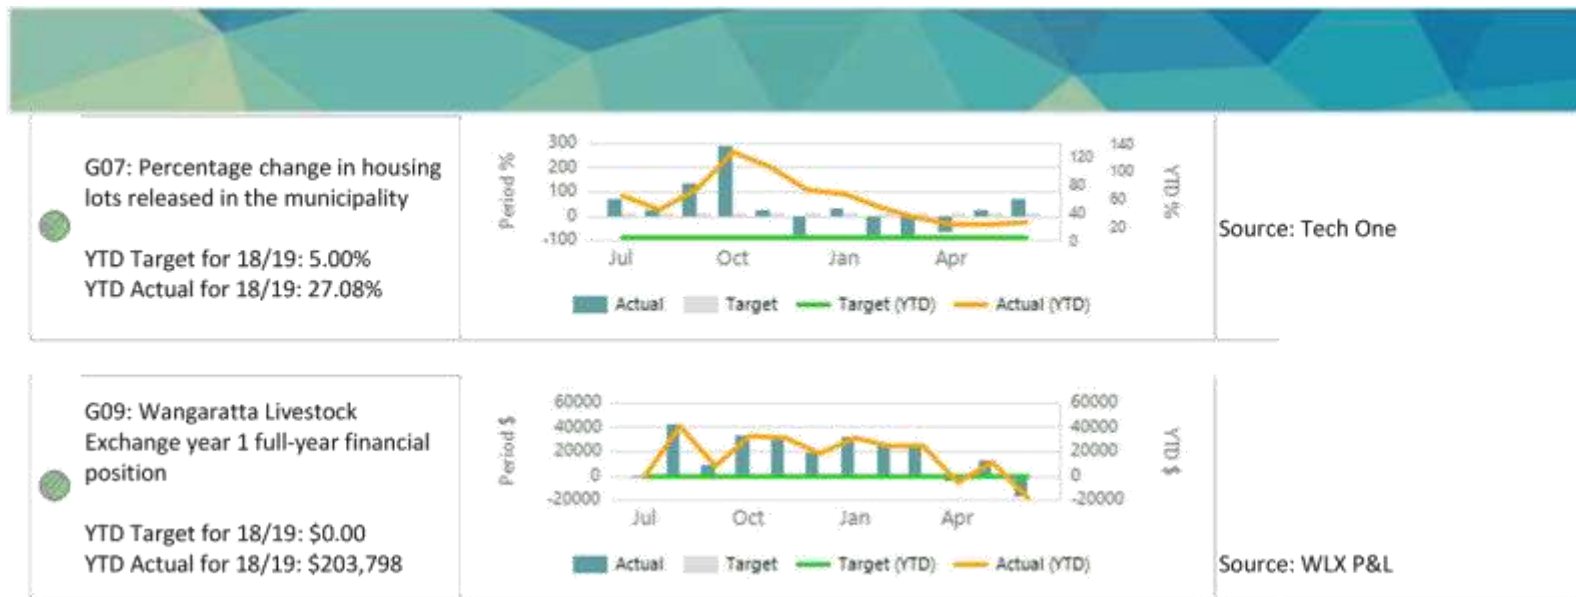 G07: Percentage change in housing
lots released in the municipality
YTD Target for 18/19: 5.00%
YTD Actual for 18/19: 27.08%
Period %
300
200
100
0
-100
Jul
Oct
Jan
Apr
140
120
100
80
60
40
20
0
YTD %
Actual
Target
Target (YTD)
Actual (YTD)
Source: Tech One
G09: Wangaratta Livestock
Exchange year 1 full-year financial
position
YTD Target for 18/19: $0.00
YTD Actual for 18/19: $203,798
Period $
60000
40000
20000
0
-20000
Jul
Oct
Jan
Apr
60000
40000
20000
0
-20000
YTD $
Actual
Target
Target (YTD)
Actual (YTD)
Source: WLX P&L